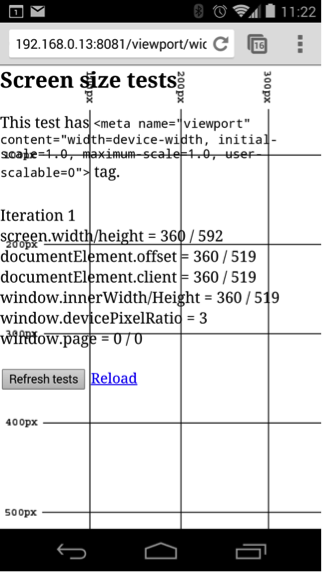 1 11:22
192.168.0.13:8081/viewport/wic 16
Screen size tests
100px 200px 300px
This test has <meta name="viewport"
content="width=device-width, initial-
scale=1.0, maximum-scale=1.0, user-
100px
scalable=0"> tag.
Iteration 1
screen.width/height = 360 / 592
200px
documentElement.offset = 360 / 519
documentElement.client = 360 / 519
window.innerWidth/Height = 360 / 519
window.devicePixelRatio = 3
300px
window.page = 0 / 0
Refresh tests Reload
400px
500px